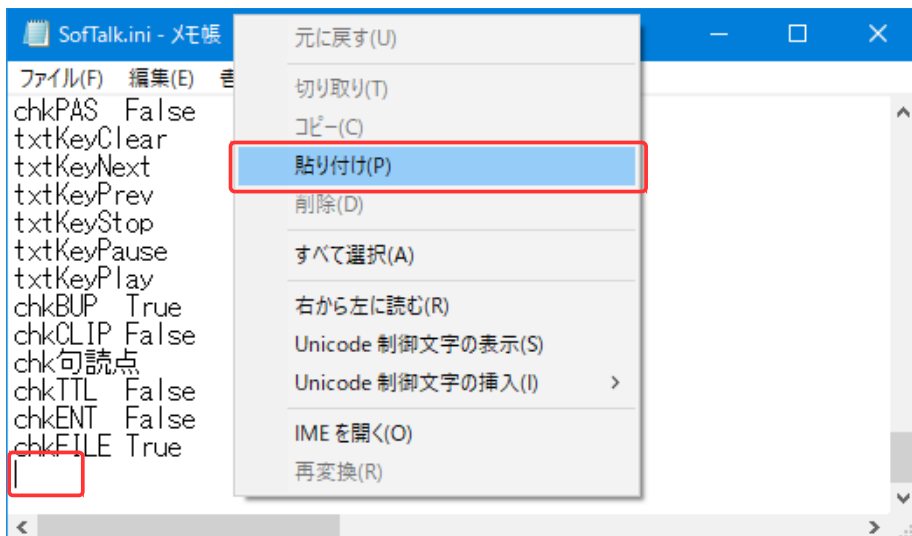 SofTalk.ini - メモ帳
ファイル(F) 編集(E)
chkPAS False
txtKeyClear
txtKeyNext
txtKeyPrev
txtKeyStop
txtKeyPause
txtKeyPlay
chkBUP True
chkCLIP False
chk句読点
chkTTL False
chkENT False
chkFILE True
元に戻す(U)
切り取り(T)
コピー(C)
貼り付け(P)
削除(D)
すべて選択(A)
右から左に読む(R)
Unicode 制御文字の表示(S)
Unicode 制御文字の挿入(I)
IME を開く(O)
再変換(R)